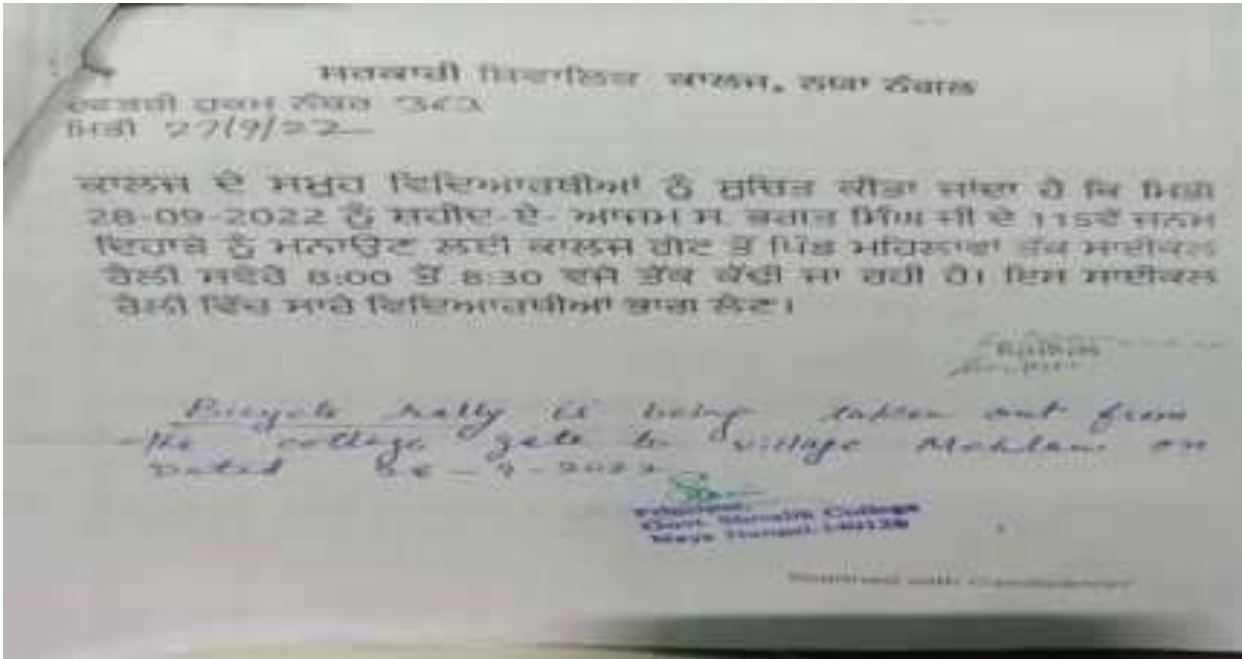 ਸਰਕਾਰੀ ਸ਼ਿਵਾਲਿਕ ਕਾਲਜ, ਨਯਾ ਨੰਗਲ
ਦਫਤਰੀ ਹੁਕਮ ਨੰਬਰ
ਮਿਤੀ 27/9/22
ਕਾਲਜ ਦੇ ਸਮੂਹ ਵਿਦਿਆਰਥੀਆਂ ਨੂੰ ਸੂਚਿਤ ਕੀਤਾ ਜਾਂਦਾ ਹੈ ਕਿ ਮਿਤੀ
28-09-2022 ਨੂੰ ਸ਼ਹੀਦ-ਏ- ਆਜ਼ਮ ਸ. ਭਗਤ ਸਿੰਘ ਜੀ ਦੇ 115ਵੇਂ ਜਨਮ
ਦਿਹਾੜੇ ਨੂੰ ਮਨਾਉਣ ਲਈ ਕਾਲਜ ਗੇਟ ਤੋਂ ਪਿੰਡ ਮਹਿਲਾਵਾਂ ਤੱਕ ਸਾਈਕਲ
ਰੈਲੀ ਸਵੇਰੇ 8:00 ਤੋਂ 8:30 ਵਜੇ ਤੱਕ ਕੱਢੀ ਜਾ ਰਹੀ ਹੈ। ਇਸ ਸਾਈਕਲ
ਰੈਲੀ ਵਿੱਚ ਸਾਰੇ ਵਿਦਿਆਰਥੀਆਂ ਭਾਗ ਲੈਣ।
Bicycle rally is being taken out from
the college gate to village Mehlawa on
Dated 28-9-2022
Principal,
Govt. Shivalik College
Naya Nangal-140126
Scanned with CamScanner